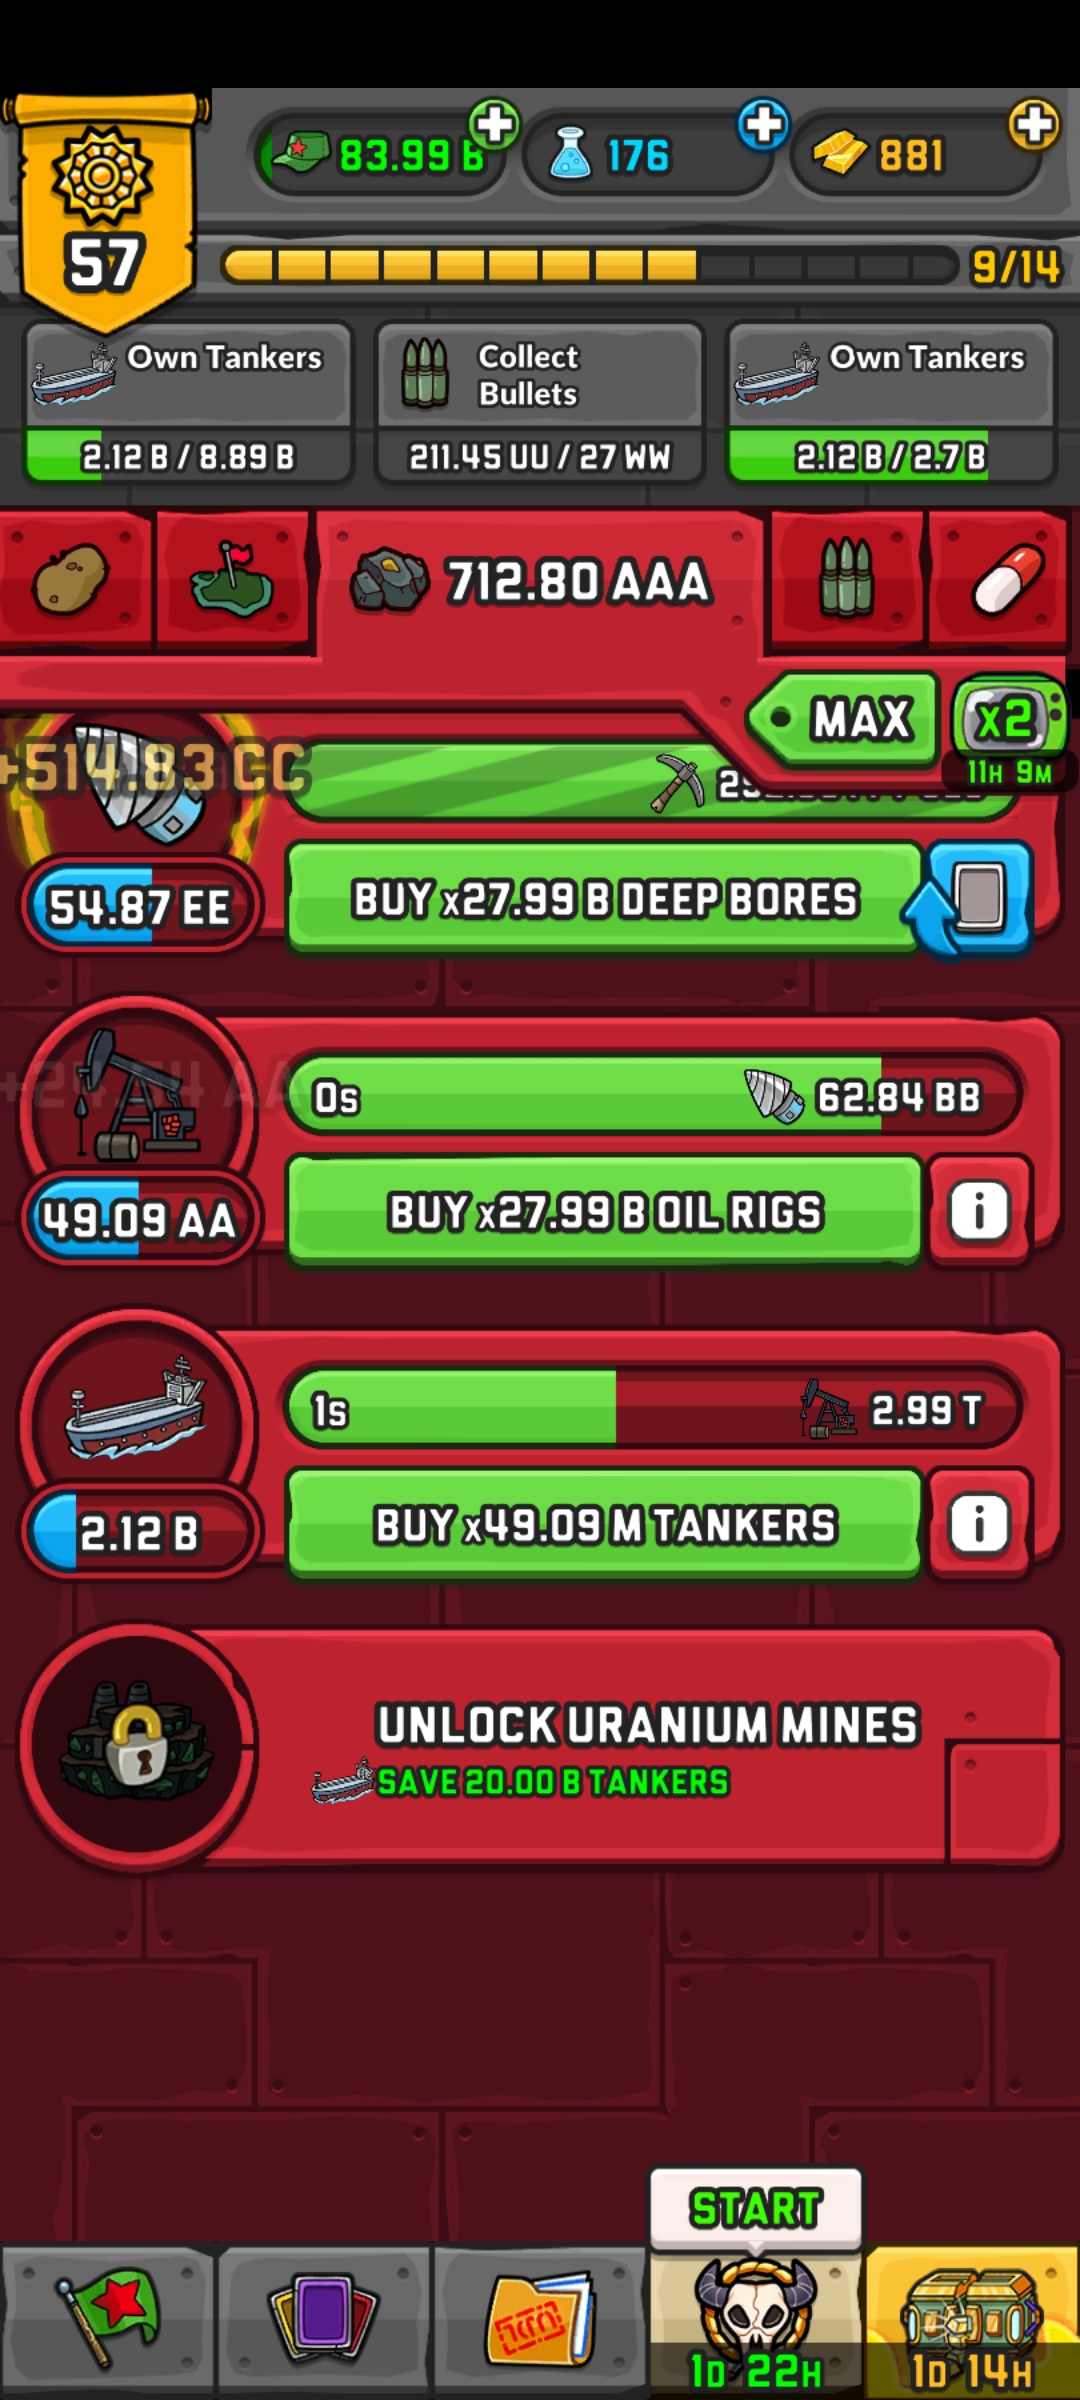 83.99 B
176
881
57
9/14
Own Tankers
2.12 B / 8.89 B
Collect
Bullets
211.45 UU / 27 WW
Own Tankers
2.12 B / 2.7 B
712.80 AAA
MAX
x2
11H 9M
+514.83 CC
54.87 EE
BUY x27.99 B DEEP BORES
0s
62.84 BB
49.09 AA
BUY x27.99 B OIL RIGS
i
1s
2.99 T
2.12 B
BUY x49.09 M TANKERS
i
UNLOCK URANIUM MINES
SAVE 20.00 B TANKERS
START
1D 22H
1D 14H